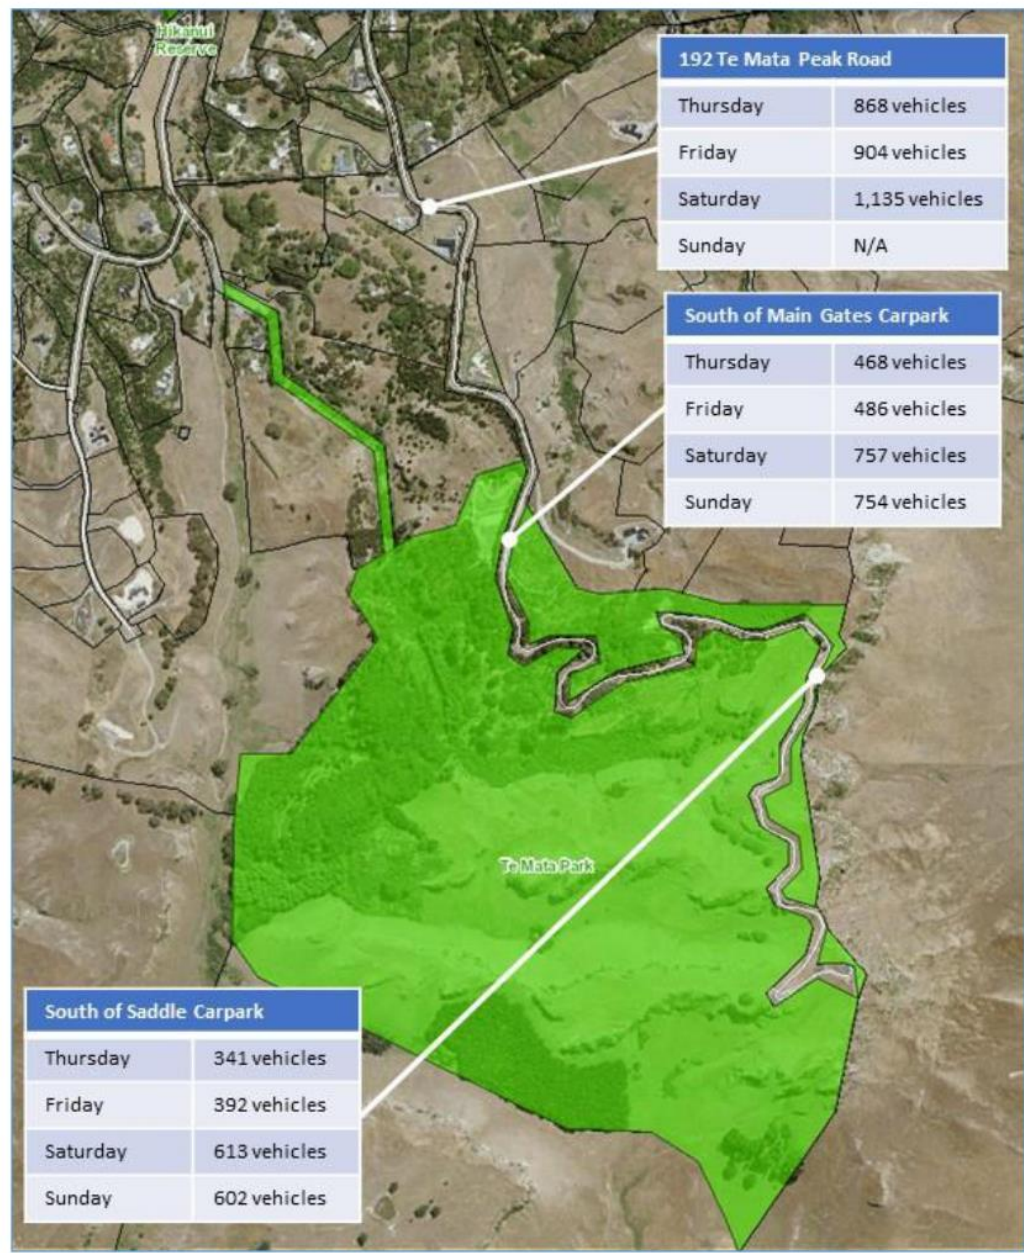 Hikanui
Reserve
192 Te Mata Peak Road
Thursday 868 vehicles
Friday 904 vehicles
Saturday 1,135 vehicles
Sunday N/A
South of Main Gates Carpark
Thursday 468 vehicles
Friday 486 vehicles
Saturday 757 vehicles
Sunday 754 vehicles
Te Mata Park
South of Saddle Carpark
Thursday 341 vehicles
Friday 392 vehicles
Saturday 613 vehicles
Sunday 602 vehicles